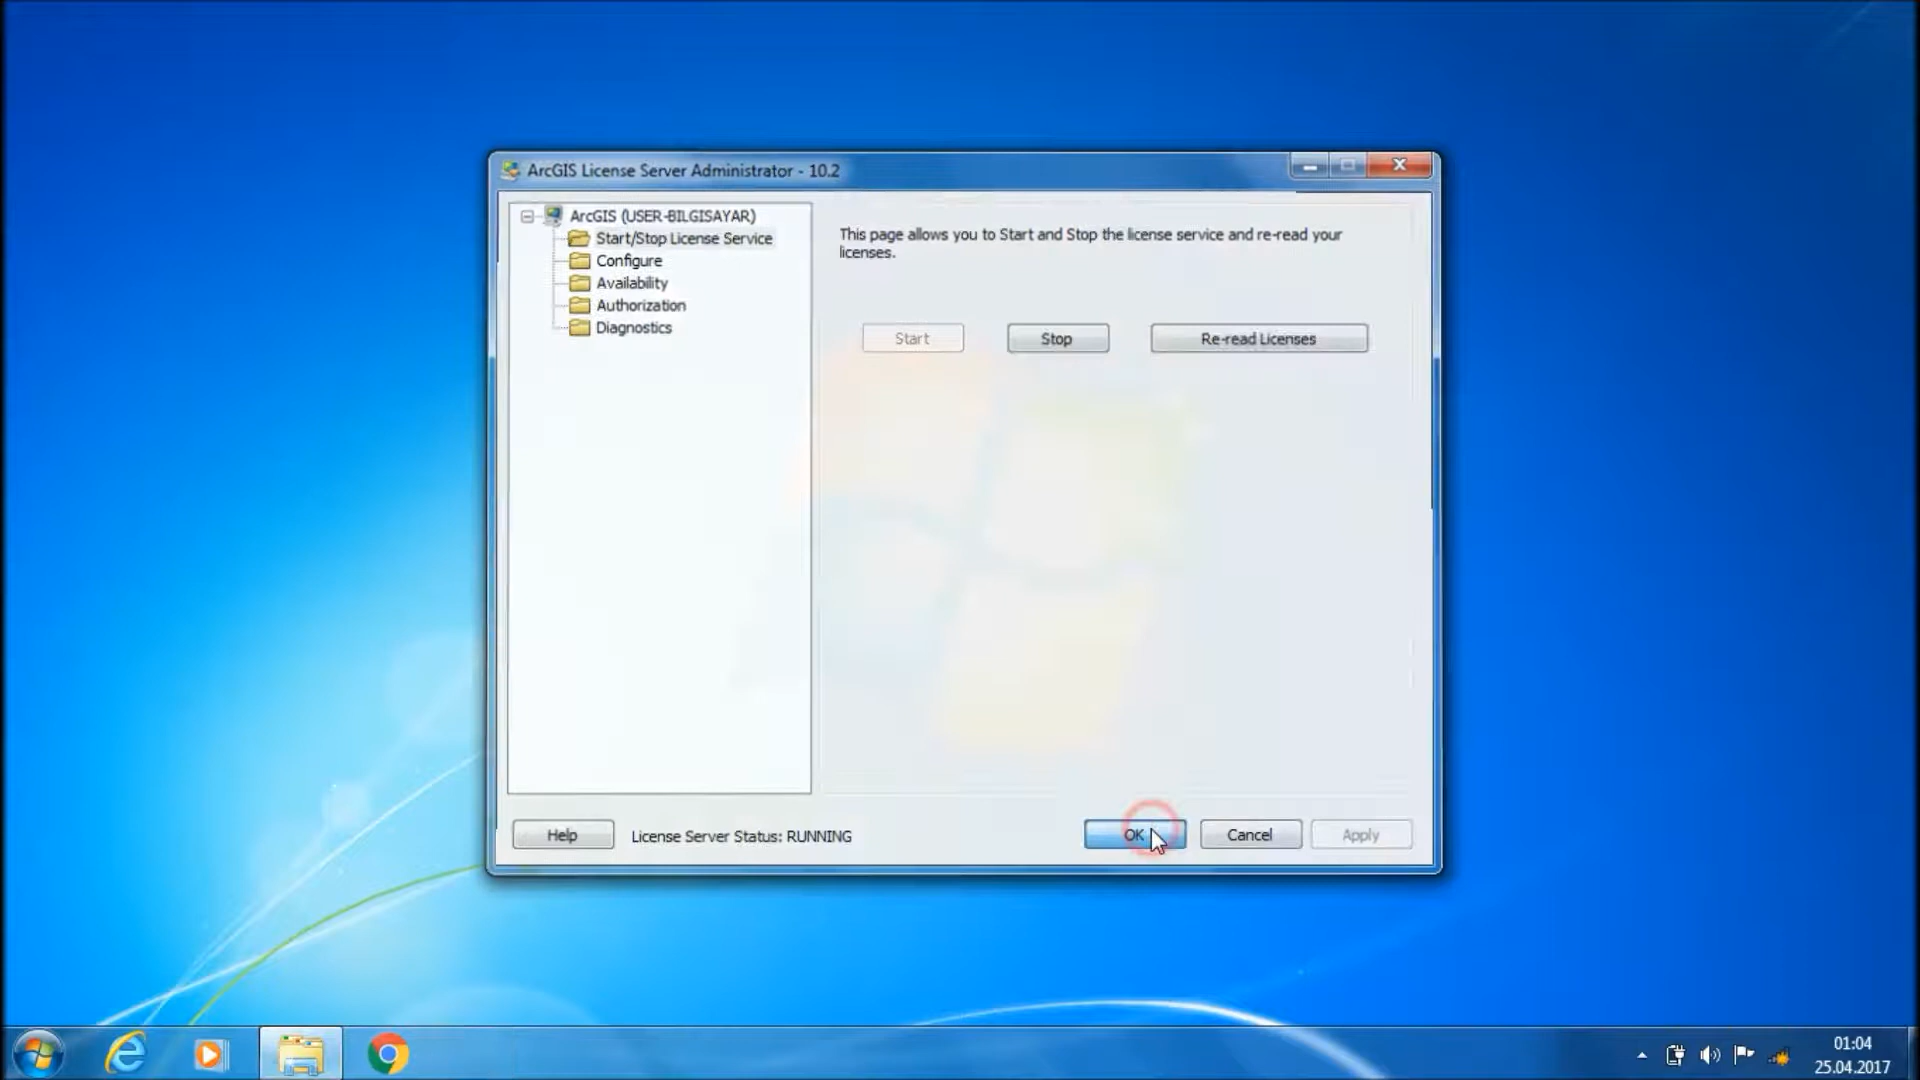 ArcGIS License Server Administrator - 10.2
ArcGIS (USER-BILGISAYAR)
Start/Stop License Service
Configure
Availability
Authorization
Diagnostics
This page allows you to Start and Stop the license service and re-read your
licenses.
Start
Stop
Re-read Licenses
Help
License Server Status: RUNNING
OK
Cancel
Apply
01:04
25.04.2017